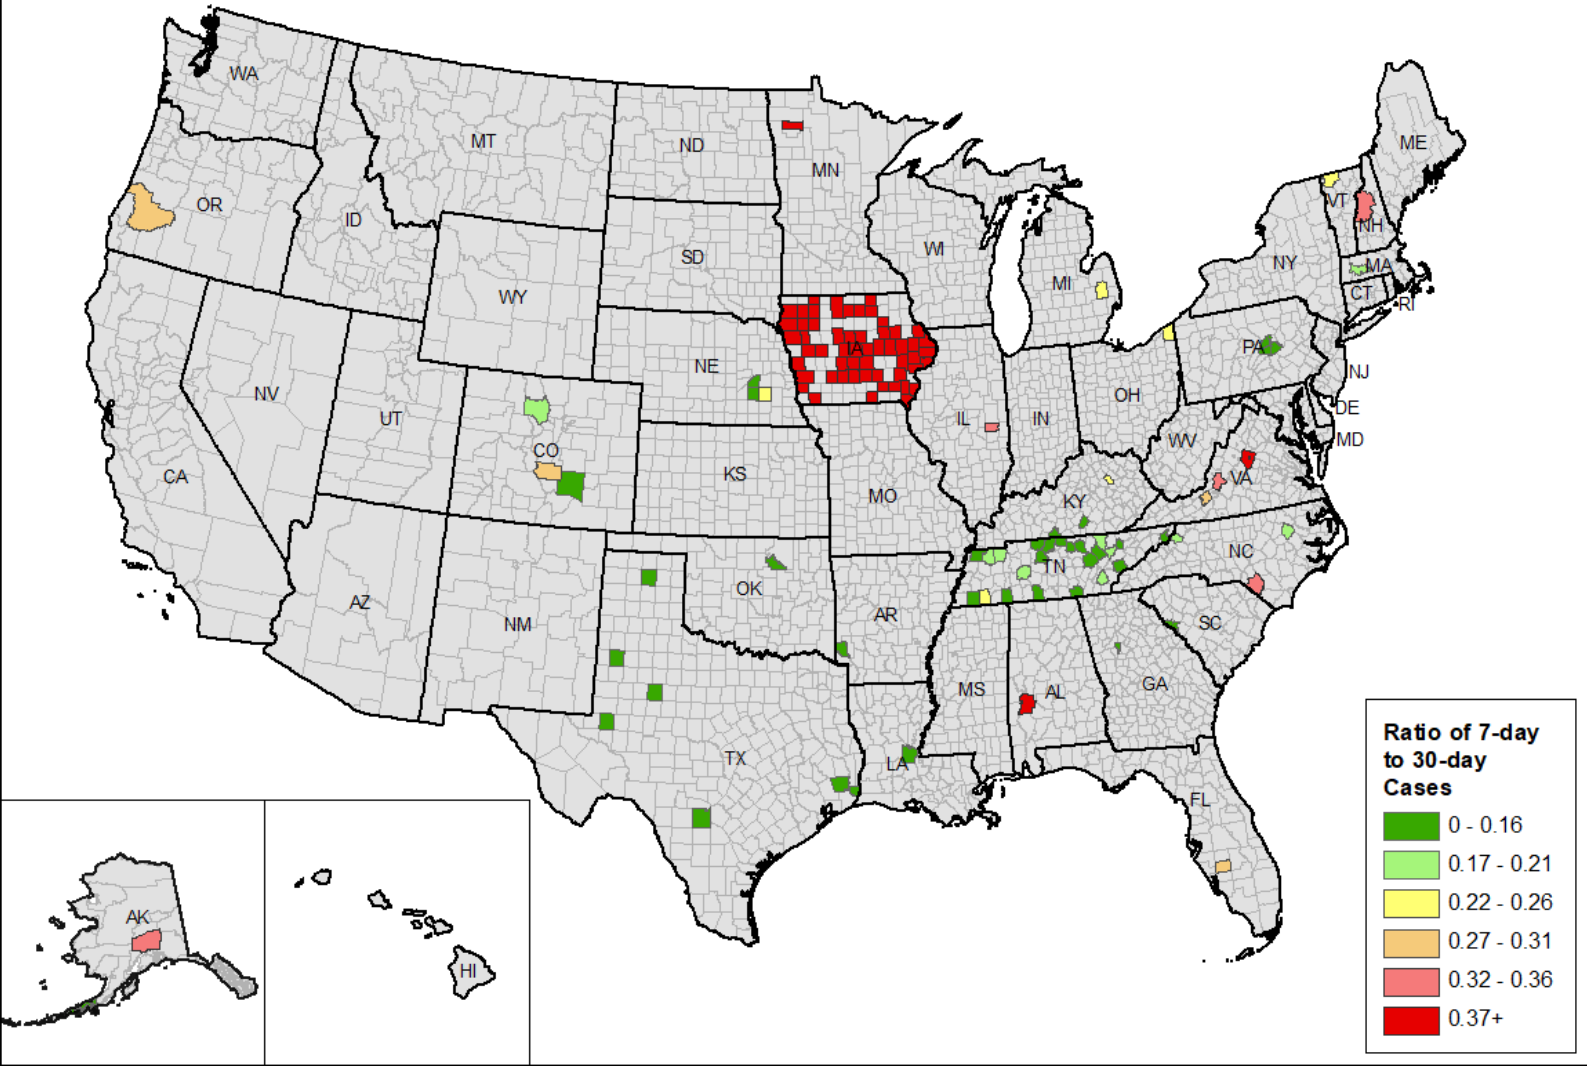 WA
MT
ND
MN
ME
OR
ID
SD
WI
MI
VT
NH
NY
MA
CT
RI
WY
NE
IA
PA
NJ
NV
UT
CO
IL
IN
OH
DE
MD
WV
VA
CA
KS
MO
KY
AZ
NM
OK
AR
TN
NC
SC
MS
AL
GA
TX
LA
FL
AK
HI
Ratio of 7-day
to 30-day
Cases
0 - 0.16
0.17 - 0.21
0.22 - 0.26
0.27 - 0.31
0.32 - 0.36
0.37+